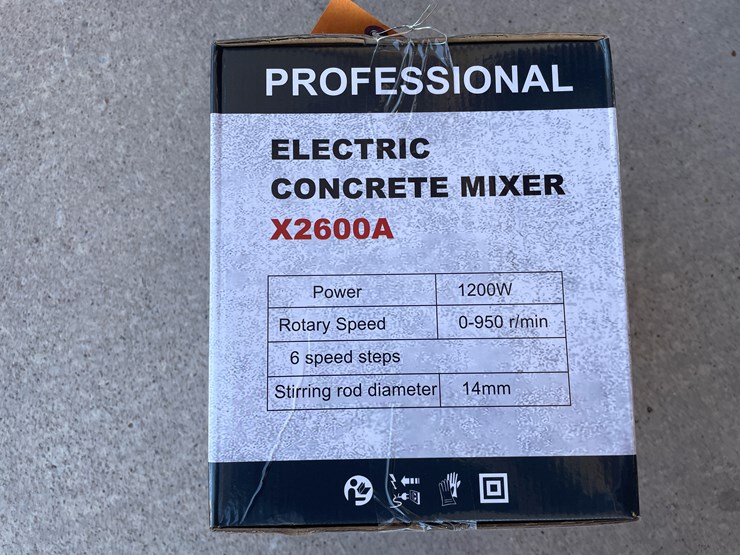 PROFESSIONAL
ELECTRIC
CONCRETE MIXER
X2600A
Power 1200W
Rotary Speed 0-950 r/min
6 speed steps
Stirring rod diameter 14mm